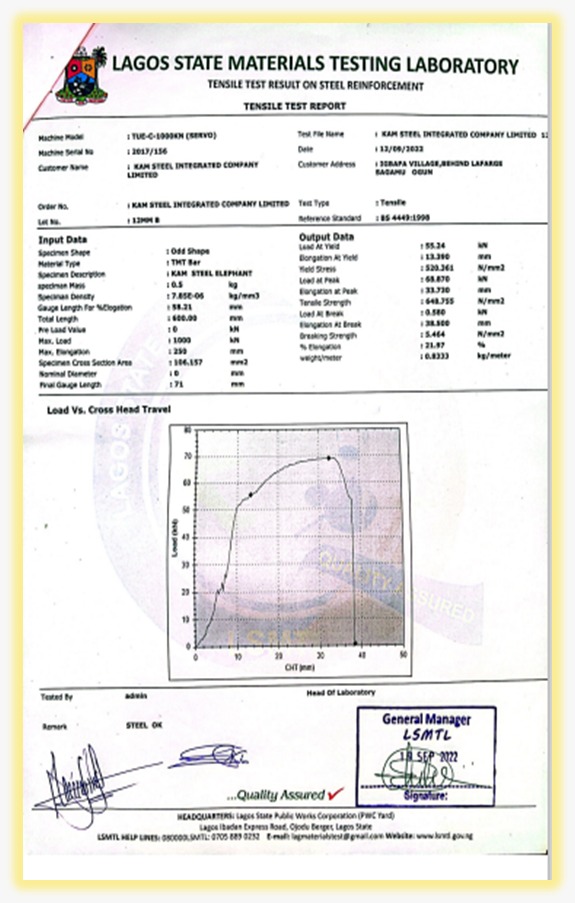 LAGOS STATE MATERIALS TESTING LABORATORY
TENSILE TEST RESULT ON STEEL REINFORCEMENT
TENSILE TEST REPORT
Machine Model : TUE-C-1000KN (SERVO)
Machine Serial No : 2017/156
Customer Name : KAM STEEL INTEGRATED COMPANY LIMITED
Test File Name : KAM STEEL INTEGRATED COMPANY LIMITED 12
Date : 12/09/2022
Customer Address : IGBAFA VILLAGE,BEHIND LAFARGE
SAGAMU OGUN
Order No. : KAM STEEL INTEGRATED COMPANY LIMITED
Lot No. : 12MM B
Test Type : Tensile
Reference Standard : BS 4449:1998
Input Data
Specimen Shape : Odd Shape
Material Type : TMT Bar
Specimen Description : KAM STEEL ELEPHANT
specimen Mass : 0.5 kg
Specimen Density : 7.85E-06 kg/mm3
Gauge Length For %Elogation : 58.21 mm
Total Length : 600.00 mm
Pre Load Value : 0 kN
Max. Load : 1000 kN
Max. Elongation : 250 mm
Specimen Cross Section Area : 106.157 mm2
Nominal Diameter : 0 mm
Final Gauge Length : 71 mm
Output Data
Load At Yield : 55.24 kN
Elongation At Yield : 13.390 mm
Yield Stress : 520.361 N/mm2
Load at Peak : 68.870 kN
Elongation at Peak : 33.720 mm
Tensile Strength : 648.755 N/mm2
Load At Break : 0.580 kN
Elongation At Break : 38.500 mm
Breaking Strength : 5.464 N/mm2
% Elongation : 21.97 %
weight/meter : 0.8333 kg/meter
Load Vs. Cross Head Travel
80
70
60
50
40
30
20
10
0
Load (kN)
0 10 20 30 40 50
CHT (mm)
QUALITY ASSURED
LSMTL
Tested By admin
Head Of Laboratory
Remark STEEL OK
General Manager
LSMTL
19 SEP 2022
Signature:
...Quality Assured
HEADQUARTERS: Lagos State Public Works Corporation (PWC Yard)
Lagos Ibadan Express Road, Ojodu Berger, Lagos State
LSMTL HELP LINES: 080000LSMTL: 0705 889 0232 E-mail: lagmaterialstest@gmail.com Website: www.lsmtl.gov.ng